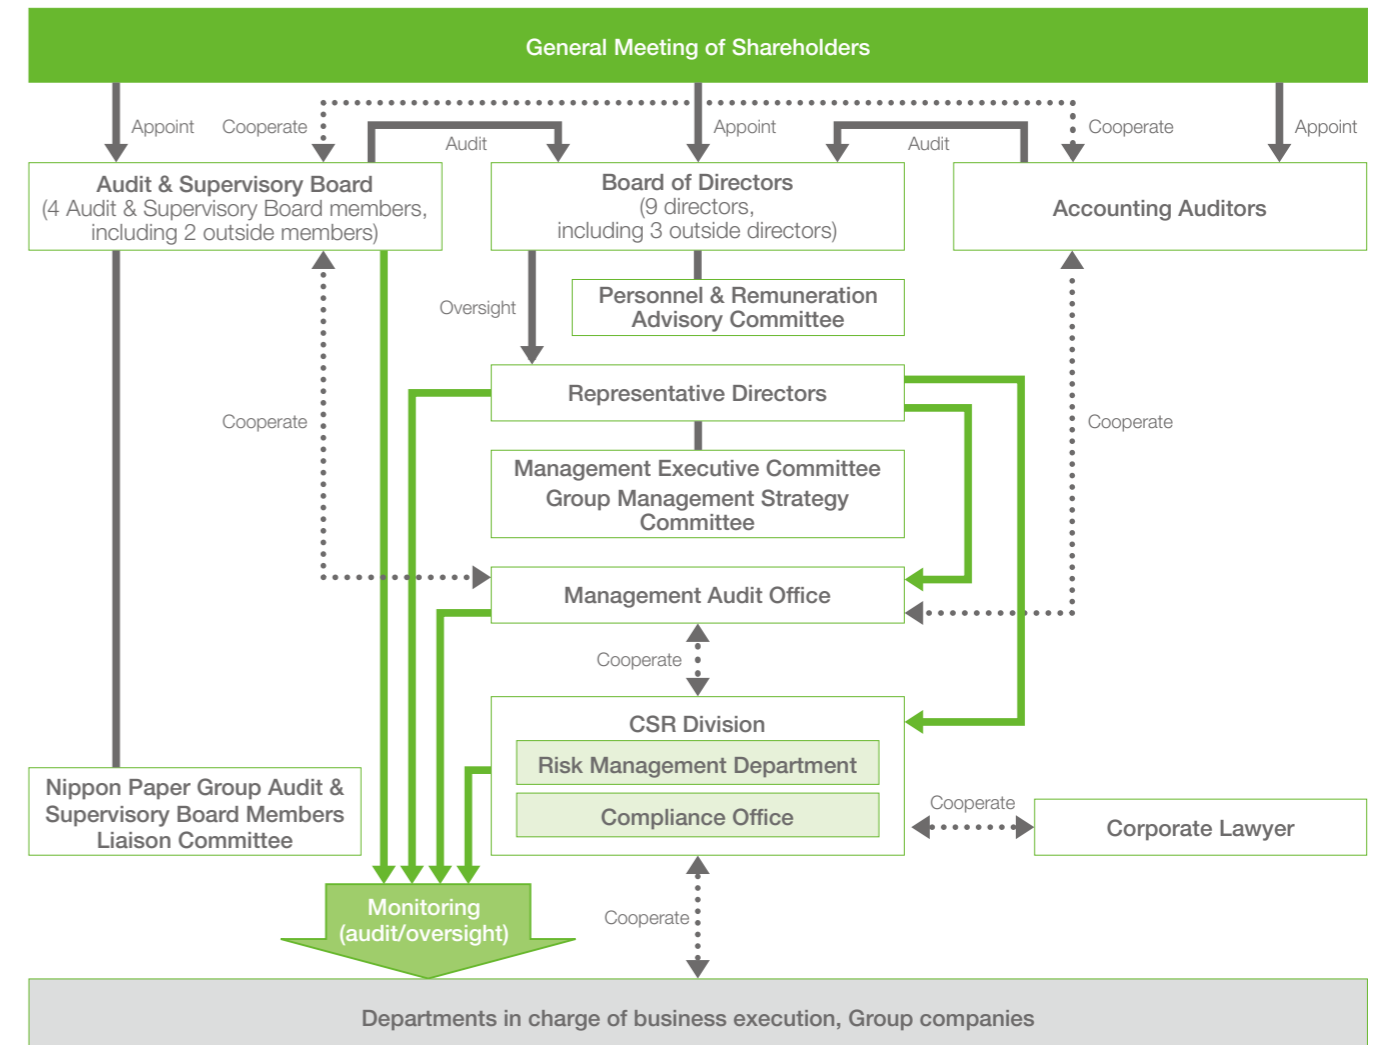 General Meeting of Shareholders
Appoint
Cooperate
Audit
Appoint
Audit
Cooperate
Appoint
Audit & Supervisory Board
(4 Audit & Supervisory Board members,
including 2 outside members)
Board of Directors
(9 directors,
including 3 outside directors)
Accounting Auditors
Oversight
Personnel & Remuneration
Advisory Committee
Representative Directors
Cooperate
Cooperate
Management Executive Committee
Group Management Strategy
Committee
Management Audit Office
Cooperate
CSR Division
Risk Management Department
Compliance Office
Nippon Paper Group Audit &
Supervisory Board Members
Liaison Committee
Cooperate
Corporate Lawyer
Monitoring
(audit/oversight)
Cooperate
Departments in charge of business execution, Group companies